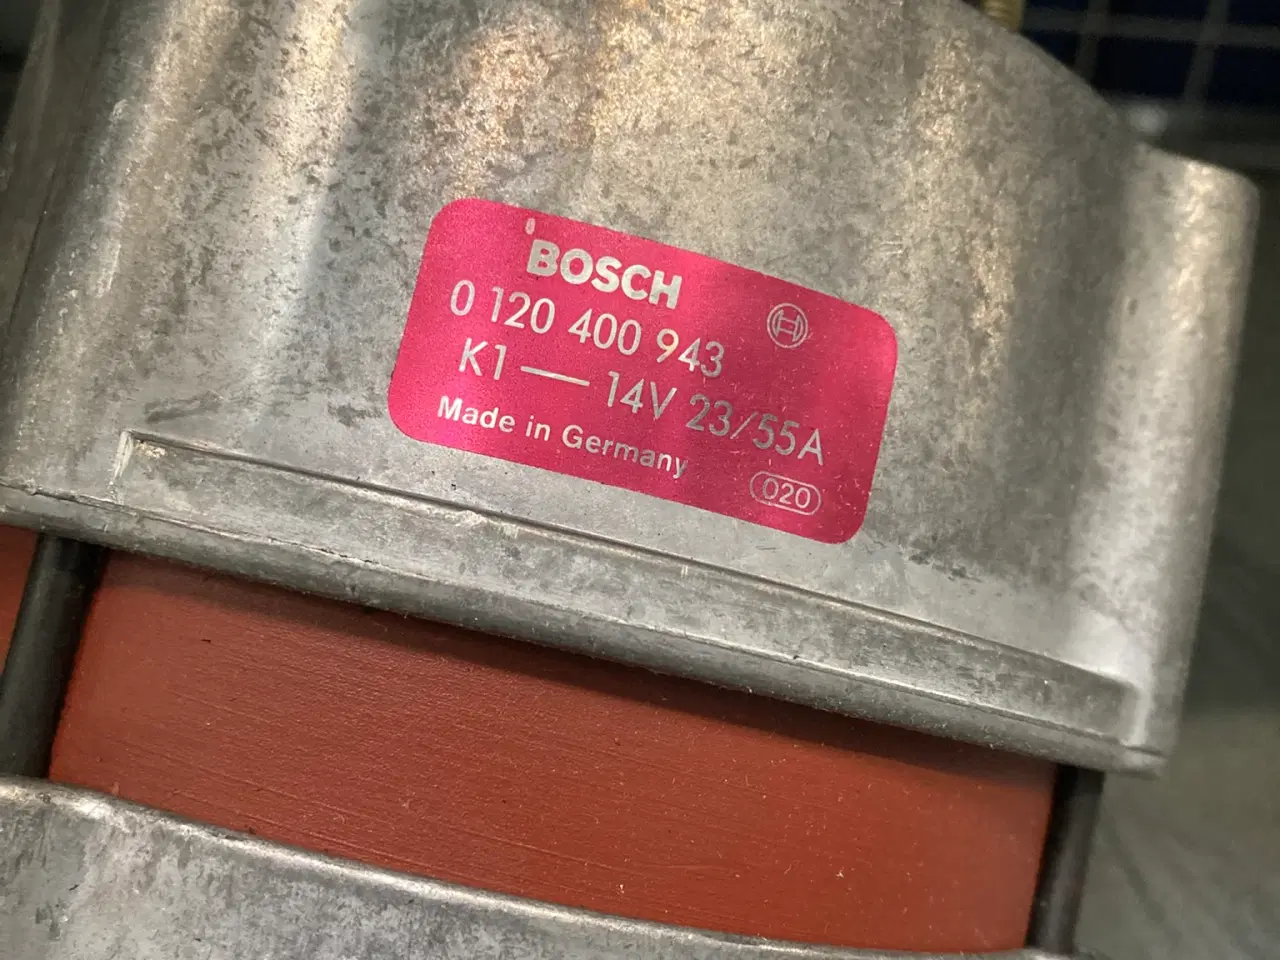 BOSCH
0 120 400 943
K1 — 14V 23/55A
Made in Germany
020